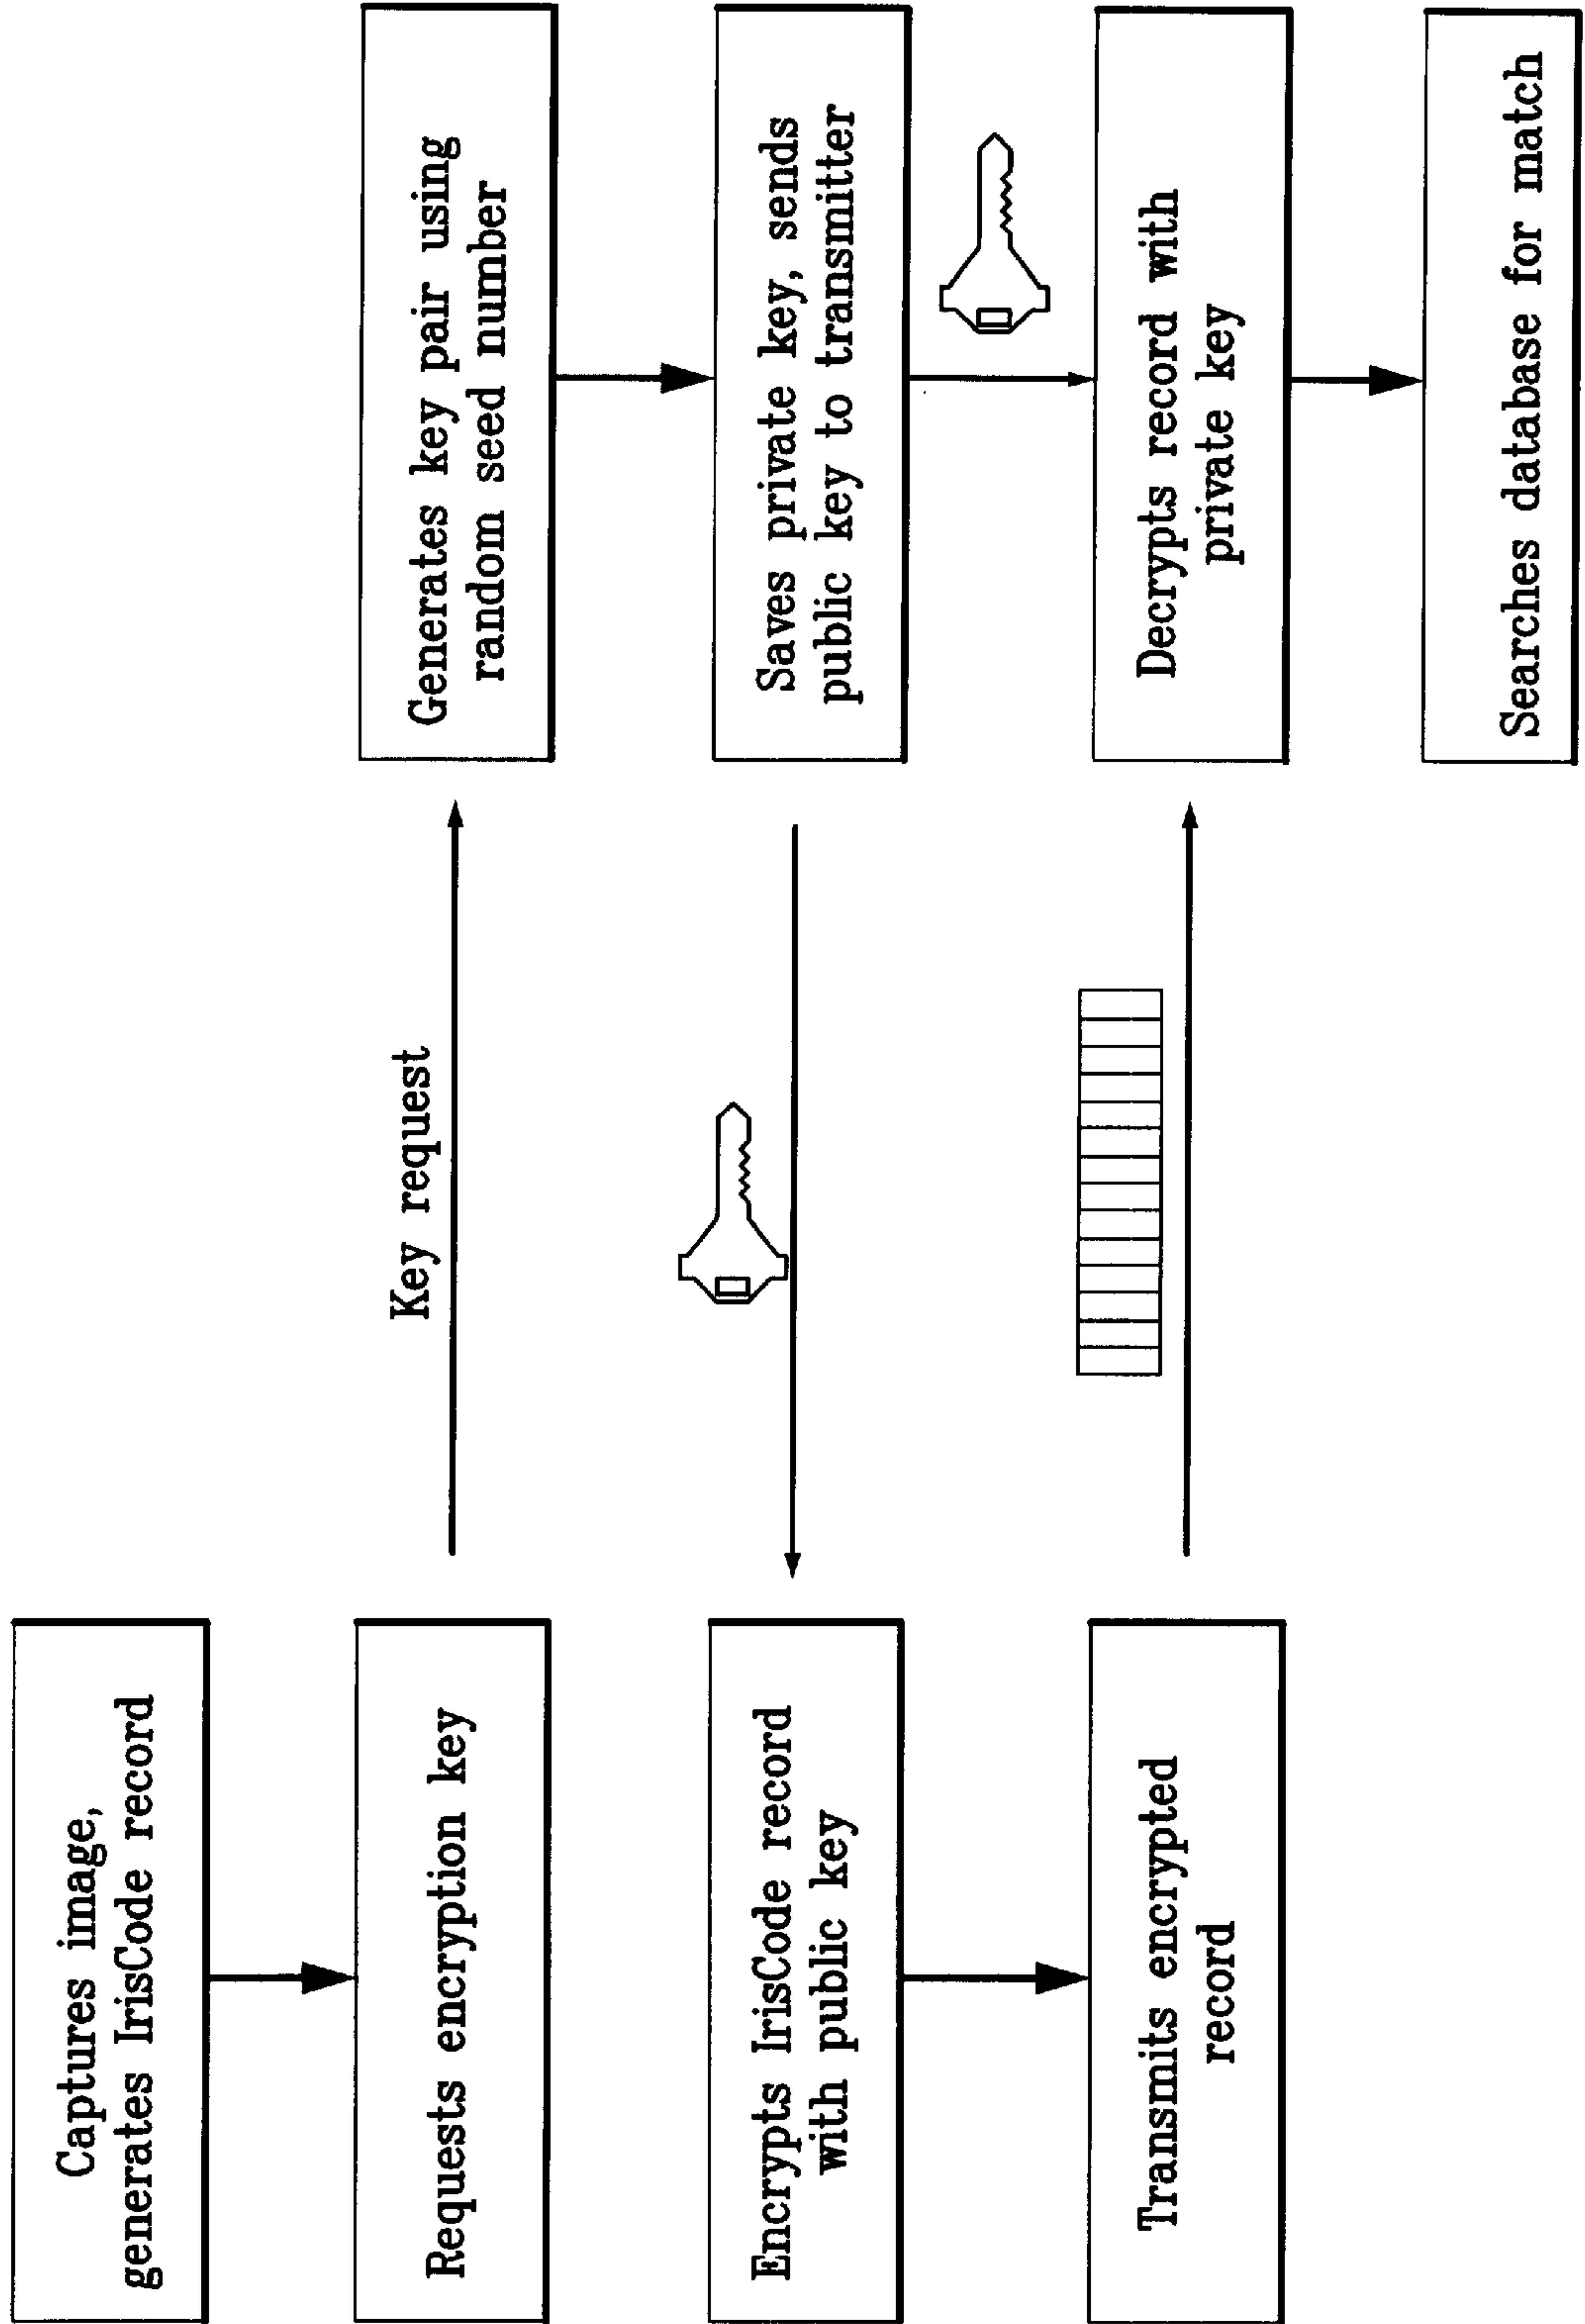 Captures image,
generates IrisCode record
Requests encryption key
Key request
Generates key pair using
random seed number
Saves private key, sends
public key to transmitter
Encrypts IrisCode record
with public key
Transmits encrypted
record
Decrypts record with
private key
Searches database for match